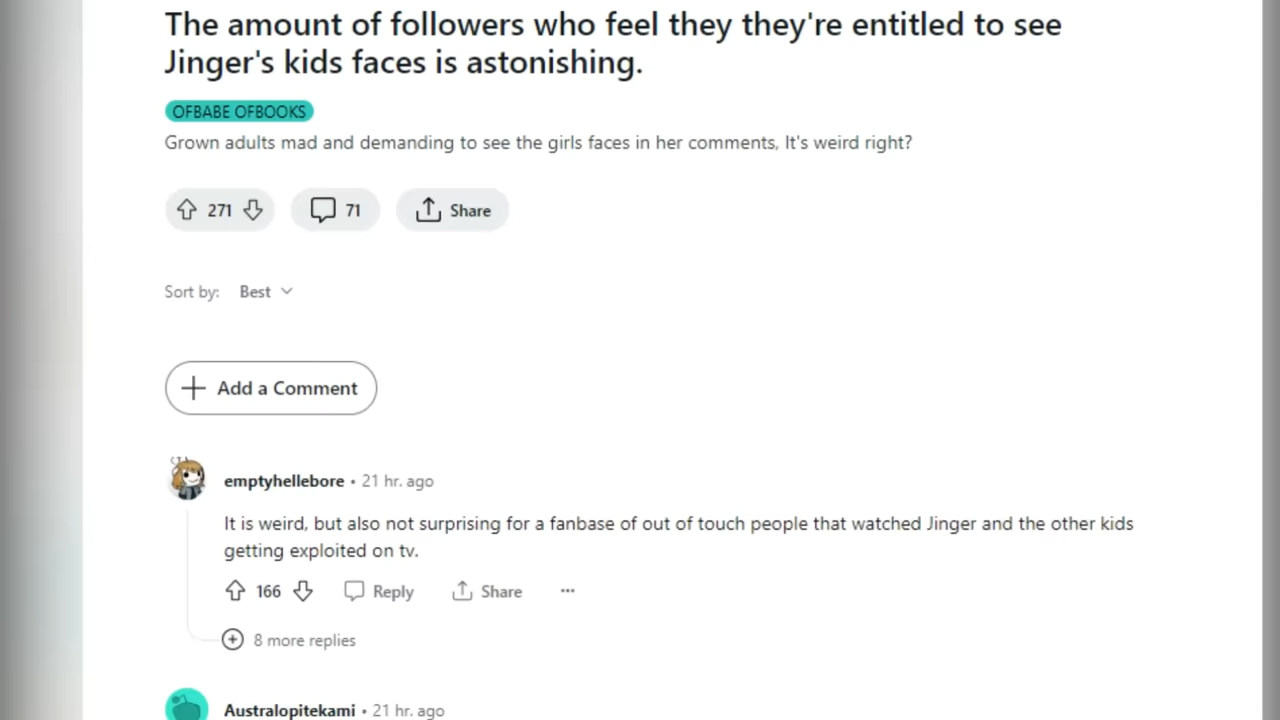 The amount of followers who feel they they're entitled to see
Jinger's kids faces is astonishing.
OFBABE OFBOOKS
Grown adults mad and demanding to see the girls faces in her comments, It's weird right?
271 71 Share
Sort by: Best
Add a Comment
emptyhellebore • 21 hr. ago
It is weird, but also not surprising for a fanbase of out of touch people that watched Jinger and the other kids
getting exploited on tv.
166 Reply Share ...
8 more replies
Australopitekami • 21 hr. ago